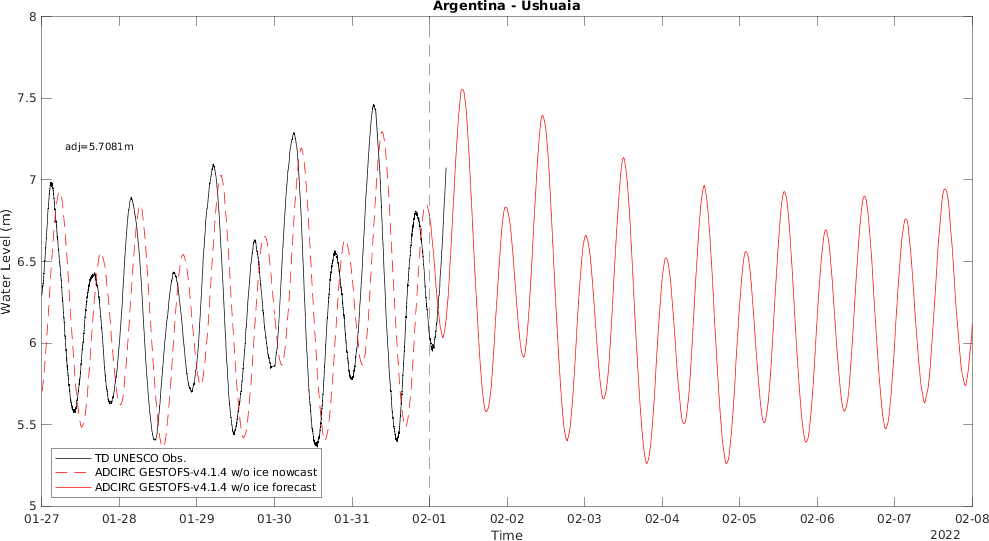 Argentina - Ushuaia
8
7.5
adj=5.7081m
7
6.5
Water Level (m)
6
5.5
TD UNESCO Obs.
ADCIRC GESTOFS-v4.1.4 w/o ice nowcast
ADCIRC GESTOFS-v4.1.4 w/o ice forecast
5
01-27 01-28 01-29 01-30 01-31 02-01 02-02 02-03 02-04 02-05 02-06 02-07 02-08
Time
2022